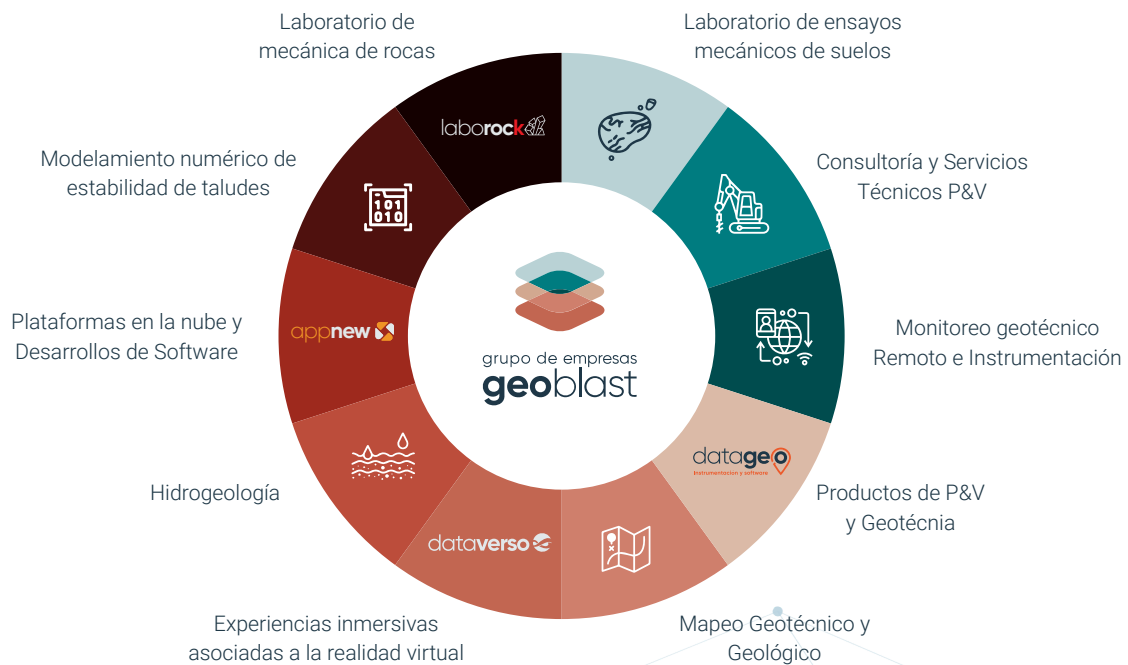 Laboratorio de
mecánica de rocas
Laboratorio de ensayos
mecánicos de suelos
laborock
Modelamiento numérico de
estabilidad de taludes
101
010
Consultoría y Servicios
Técnicos P&V
Plataformas en la nube y
Desarrollos de Software
appnew
grupo de empresas
geoblast
Monitoreo geotécnico
Remoto e Instrumentación
datageo
Instrumentacion y software
Hidrogeología
Productos de P&V
y Geotécnia
dataverso
Experiencias inmersivas
asociadas a la realidad virtual
Mapeo Geotécnico y
Geológico